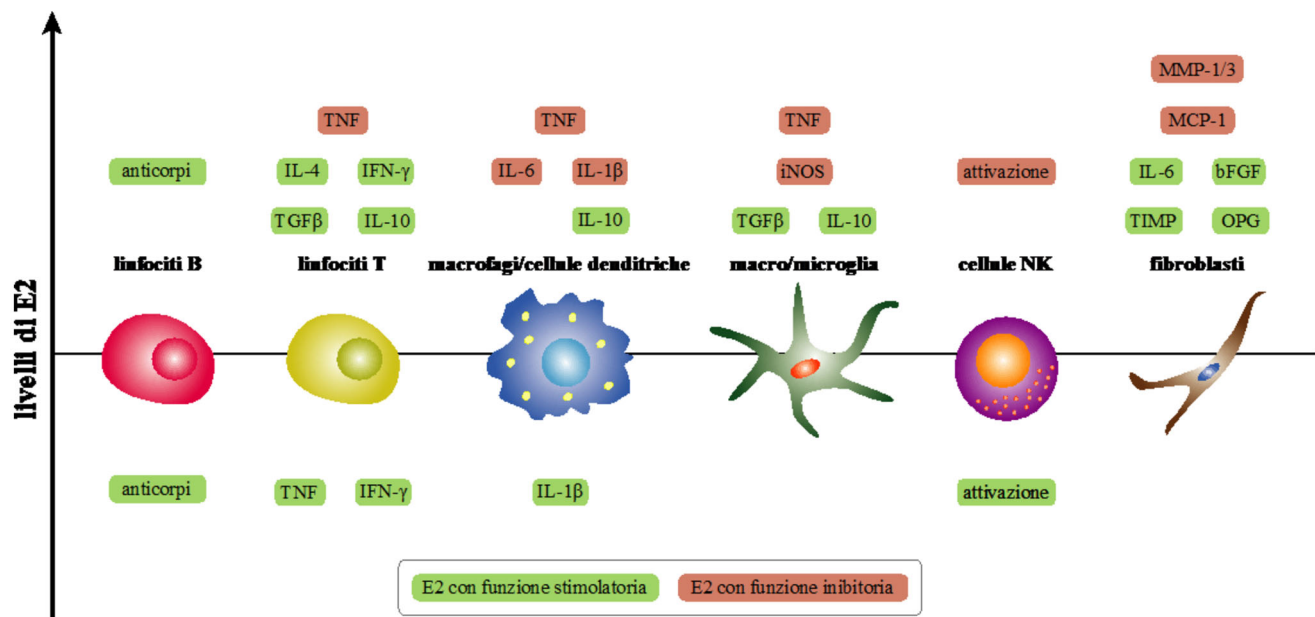 MMP-1/3
TNF TNF TNF MCP-1
anticorpi IL-4 IFN-γ IL-6 IL-1β iNOS attivazione IL-6 bFGF
TGFβ IL-10 IL-10 TGFβ IL-10 TIMP OPG
linfociti B linfociti T macrofagi/cellule denditriche macro/microglia cellule NK fibroblasti
livelli di E2
anticorpi TNF IFN-γ IL-1β attivazione
E2 con funzione stimolatoria E2 con funzione inibitoria